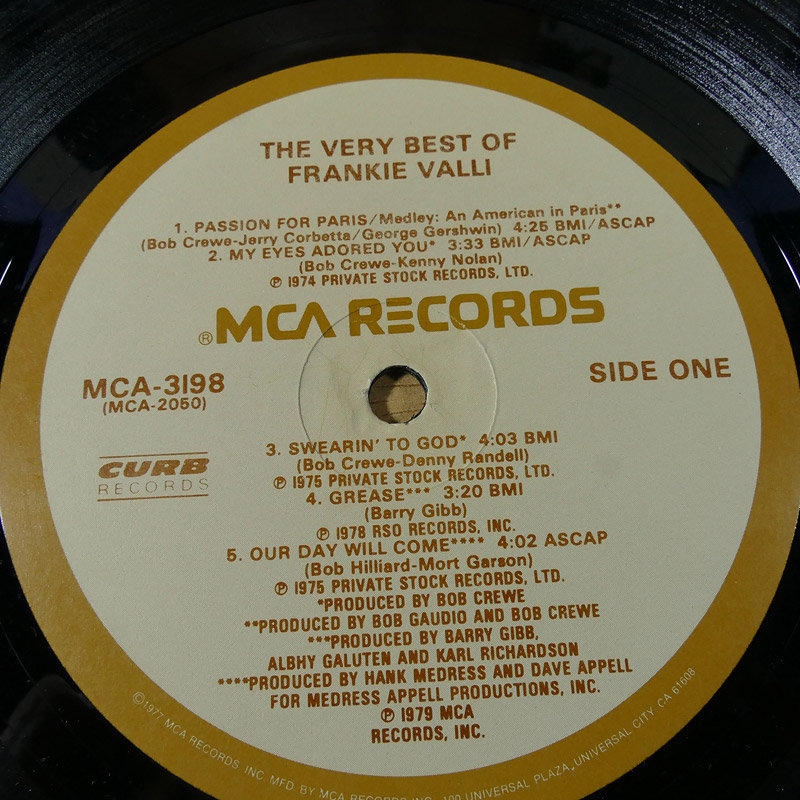 THE VERY BEST OF
FRANKIE VALLI
1. PASSION FOR PARIS/Medley: An American in Paris**
(Bob Crewe-Jerry Corbetta/George Gershwin) 4:25 BMI/ASCAP
2. MY EYES ADORED YOU* 3:33 BMI/ASCAP
(Bob Crewe-Kenny Nolan)
℗ 1974 PRIVATE STOCK RECORDS, LTD.
®MCA RECORDS
MCA-3198
(MCA-2050)
SIDE ONE
CURB
RECORDS
3. SWEARIN' TO GOD* 4:03 BMI
(Bob Crewe-Denny Randell)
℗ 1975 PRIVATE STOCK RECORDS, LTD.
4. GREASE*** 3:20 BMI
(Barry Gibb)
℗ 1978 RSO RECORDS, INC.
5. OUR DAY WILL COME**** 4:02 ASCAP
(Bob Hilliard-Mort Garson)
℗ 1975 PRIVATE STOCK RECORDS, LTD.
*PRODUCED BY BOB CREWE
**PRODUCED BY BOB GAUDIO AND BOB CREWE
***PRODUCED BY BARRY GIBB,
ALBHY GALUTEN AND KARL RICHARDSON
****PRODUCED BY HANK MEDRESS AND DAVE APPELL
FOR MEDRESS APPELL PRODUCTIONS, INC.
℗ 1979 MCA
RECORDS, INC.
©1977 MCA RECORDS INC MFD BY MCA RECORDS INC. 100 UNIVERSAL PLAZA, UNIVERSAL CITY, CA 61608